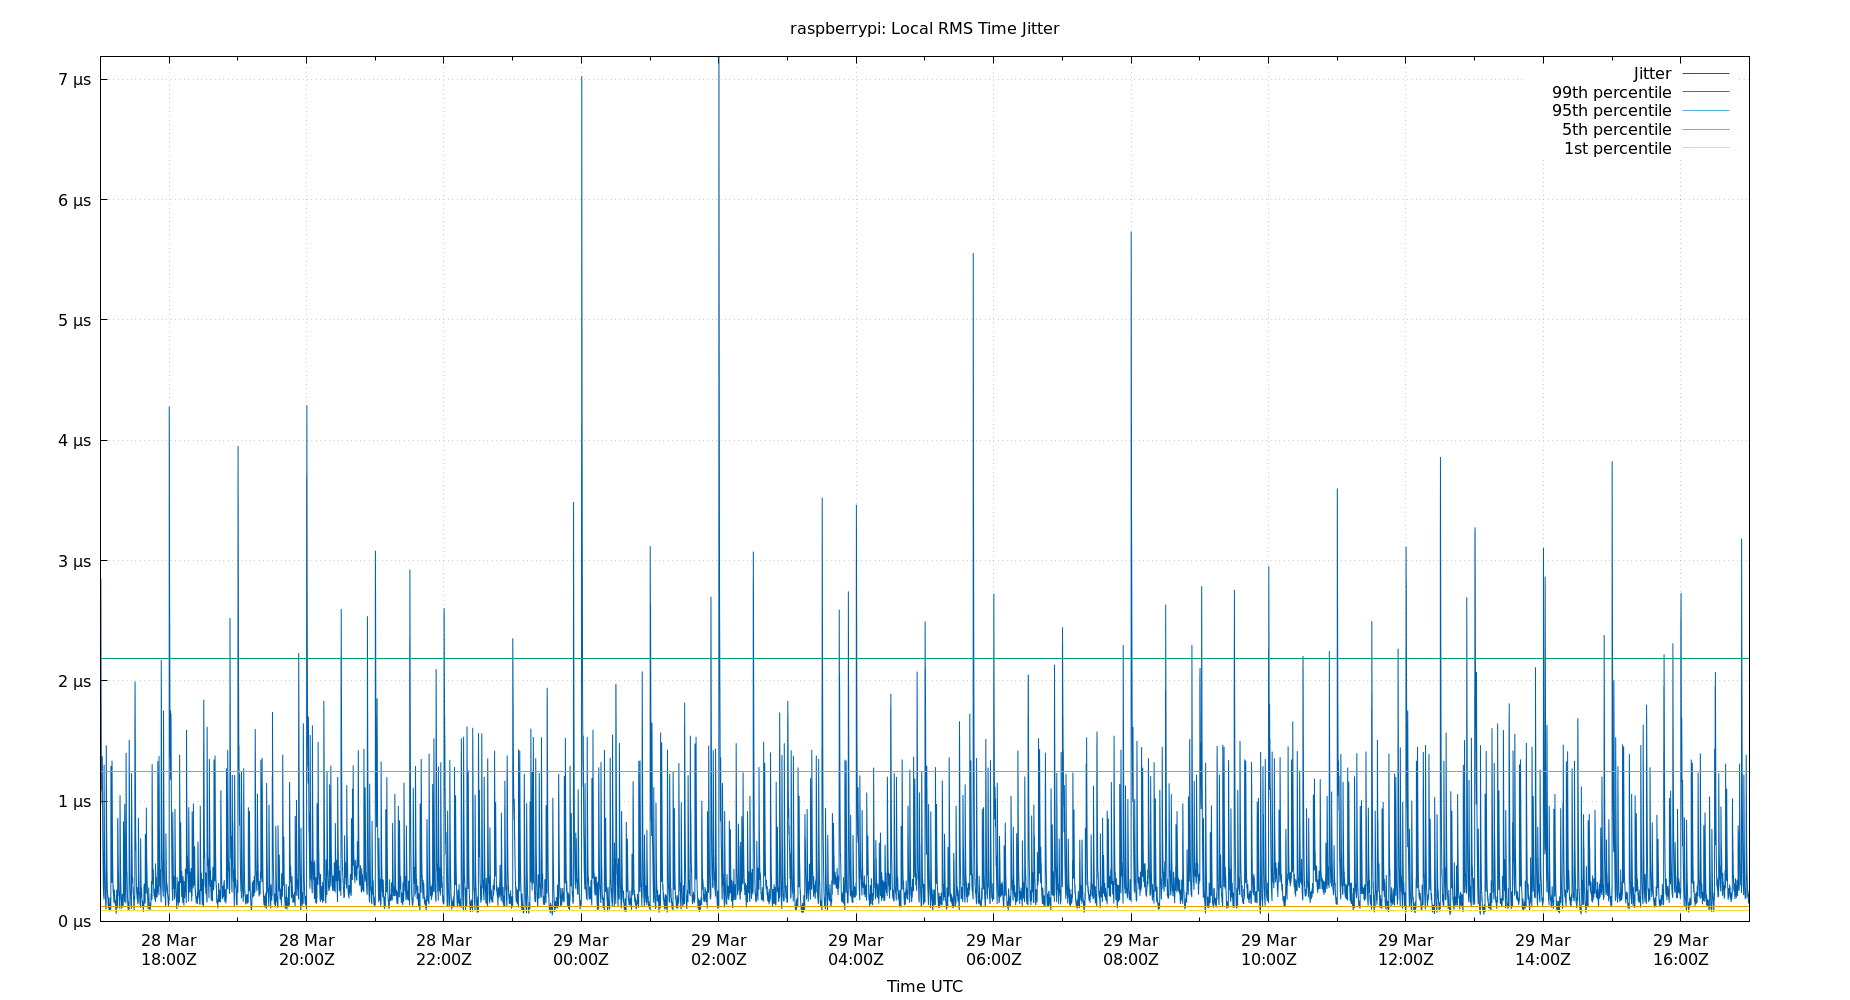 raspberrypi: Local RMS Time Jitter
Jitter
99th percentile
95th percentile
5th percentile
1st percentile
7 µs
6 µs
5 µs
4 µs
3 µs
2 µs
1 µs
0 µs
28 Mar 28 Mar 28 Mar 29 Mar 29 Mar 29 Mar 29 Mar 29 Mar 29 Mar 29 Mar 29 Mar 29 Mar
18:00Z 20:00Z 22:00Z 00:00Z 02:00Z 04:00Z 06:00Z 08:00Z 10:00Z 12:00Z 14:00Z 16:00Z
Time UTC